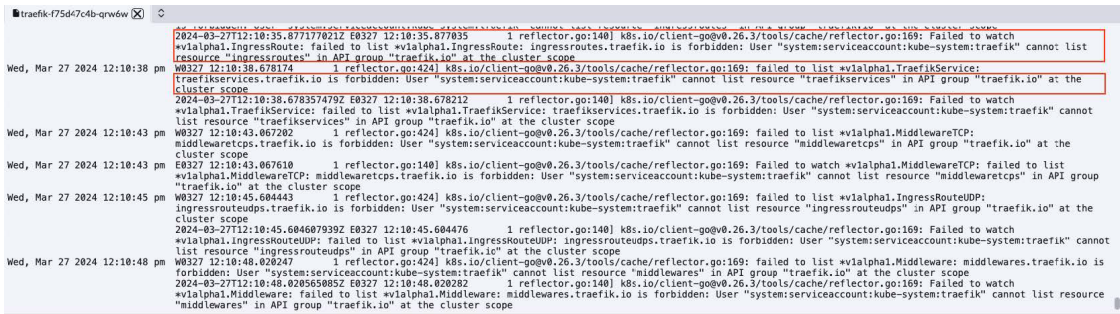 traefik-f75d47c4b-qrw6w
2024-03-27T12:10:35.877177021Z E0327 12:10:35.877035 1 reflector.go:140] k8s.io/client-go@v0.26.3/tools/cache/reflector.go:169: Failed to watch
*v1alpha1.IngressRoute: failed to list *v1alpha1.IngressRoute: ingressroutes.traefik.io is forbidden: User "system:serviceaccount:kube-system:traefik" cannot list
resource "ingressroutes" in API group "traefik.io" at the cluster scope
Wed, Mar 27 2024 12:10:38 pm W0327 12:10:38.678174 1 reflector.go:424] k8s.io/client-go@v0.26.3/tools/cache/reflector.go:169: failed to list *v1alpha1.TraefikService:
traefikservices.traefik.io is forbidden: User "system:serviceaccount:kube-system:traefik" cannot list resource "traefikservices" in API group "traefik.io" at the
cluster scope
2024-03-27T12:10:38.678357479Z E0327 12:10:38.678212 1 reflector.go:140] k8s.io/client-go@v0.26.3/tools/cache/reflector.go:169: Failed to watch
*v1alpha1.TraefikService: failed to list *v1alpha1.TraefikService: traefikservices.traefik.io is forbidden: User "system:serviceaccount:kube-system:traefik" cannot
list resource "traefikservices" in API group "traefik.io" at the cluster scope
Wed, Mar 27 2024 12:10:43 pm W0327 12:10:43.067202 1 reflector.go:424] k8s.io/client-go@v0.26.3/tools/cache/reflector.go:169: failed to list *v1alpha1.MiddlewareTCP:
middlewaretcps.traefik.io is forbidden: User "system:serviceaccount:kube-system:traefik" cannot list resource "middlewaretcps" in API group "traefik.io" at the
cluster scope
Wed, Mar 27 2024 12:10:43 pm E0327 12:10:43.067610 1 reflector.go:140] k8s.io/client-go@v0.26.3/tools/cache/reflector.go:169: Failed to watch *v1alpha1.MiddlewareTCP: failed to list
*v1alpha1.MiddlewareTCP: middlewaretcps.traefik.io is forbidden: User "system:serviceaccount:kube-system:traefik" cannot list resource "middlewaretcps" in API group
"traefik.io" at the cluster scope
Wed, Mar 27 2024 12:10:45 pm W0327 12:10:45.604443 1 reflector.go:424] k8s.io/client-go@v0.26.3/tools/cache/reflector.go:169: failed to list *v1alpha1.IngressRouteUDP:
ingressrouteudps.traefik.io is forbidden: User "system:serviceaccount:kube-system:traefik" cannot list resource "ingressrouteudps" in API group "traefik.io" at the
cluster scope
2024-03-27T12:10:45.604607939Z E0327 12:10:45.604476 1 reflector.go:140] k8s.io/client-go@v0.26.3/tools/cache/reflector.go:169: Failed to watch
*v1alpha1.IngressRouteUDP: failed to list *v1alpha1.IngressRouteUDP: ingressrouteudps.traefik.io is forbidden: User "system:serviceaccount:kube-system:traefik" cannot
list resource "ingressrouteudps" in API group "traefik.io" at the cluster scope
Wed, Mar 27 2024 12:10:48 pm W0327 12:10:48.020247 1 reflector.go:424] k8s.io/client-go@v0.26.3/tools/cache/reflector.go:169: failed to list *v1alpha1.Middleware: middlewares.traefik.io is
forbidden: User "system:serviceaccount:kube-system:traefik" cannot list resource "middlewares" in API group "traefik.io" at the cluster scope
2024-03-27T12:10:48.020565085Z E0327 12:10:48.020282 1 reflector.go:140] k8s.io/client-go@v0.26.3/tools/cache/reflector.go:169: Failed to watch
*v1alpha1.Middleware: failed to list *v1alpha1.Middleware: middlewares.traefik.io is forbidden: User "system:serviceaccount:kube-system:traefik" cannot list resource
"middlewares" in API group "traefik.io" at the cluster scope